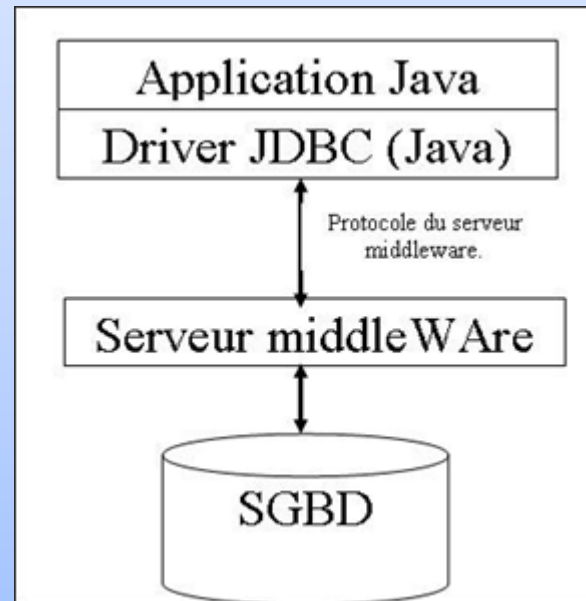 Application Java
Driver JDBC (Java)
Protocole du serveur
middleware.
Serveur middleWAre
SGBD